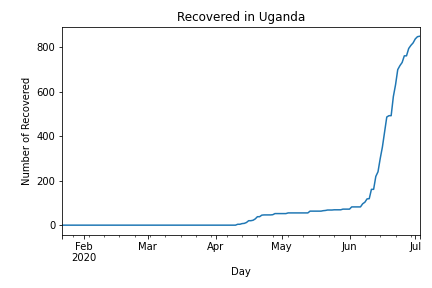 Recovered in Uganda
Number of Recovered
800
600
400
200
0
Feb
2020
Mar
Apr
May
Jun
Jul
Day